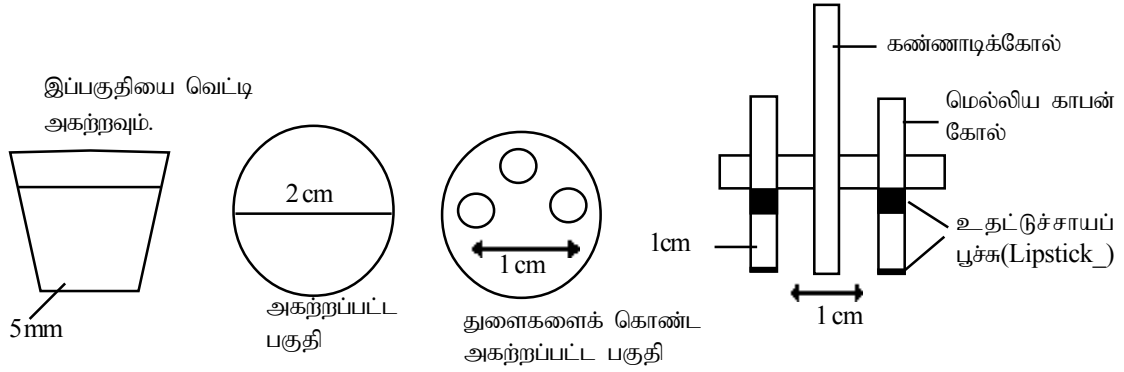 இப்பகுதியை வெட்டி
அகற்றவும்.
5mm
2 cm
அகற்றப்பட்ட
பகுதி
1 cm
துளைகளைக் கொண்ட
அகற்றப்பட்ட பகுதி
கண்ணாடிக்கோல்
மெல்லிய காபன்
கோல்
உதட்டுச்சாயப்
பூச்சு(Lipstick_)
1cm
1 cm